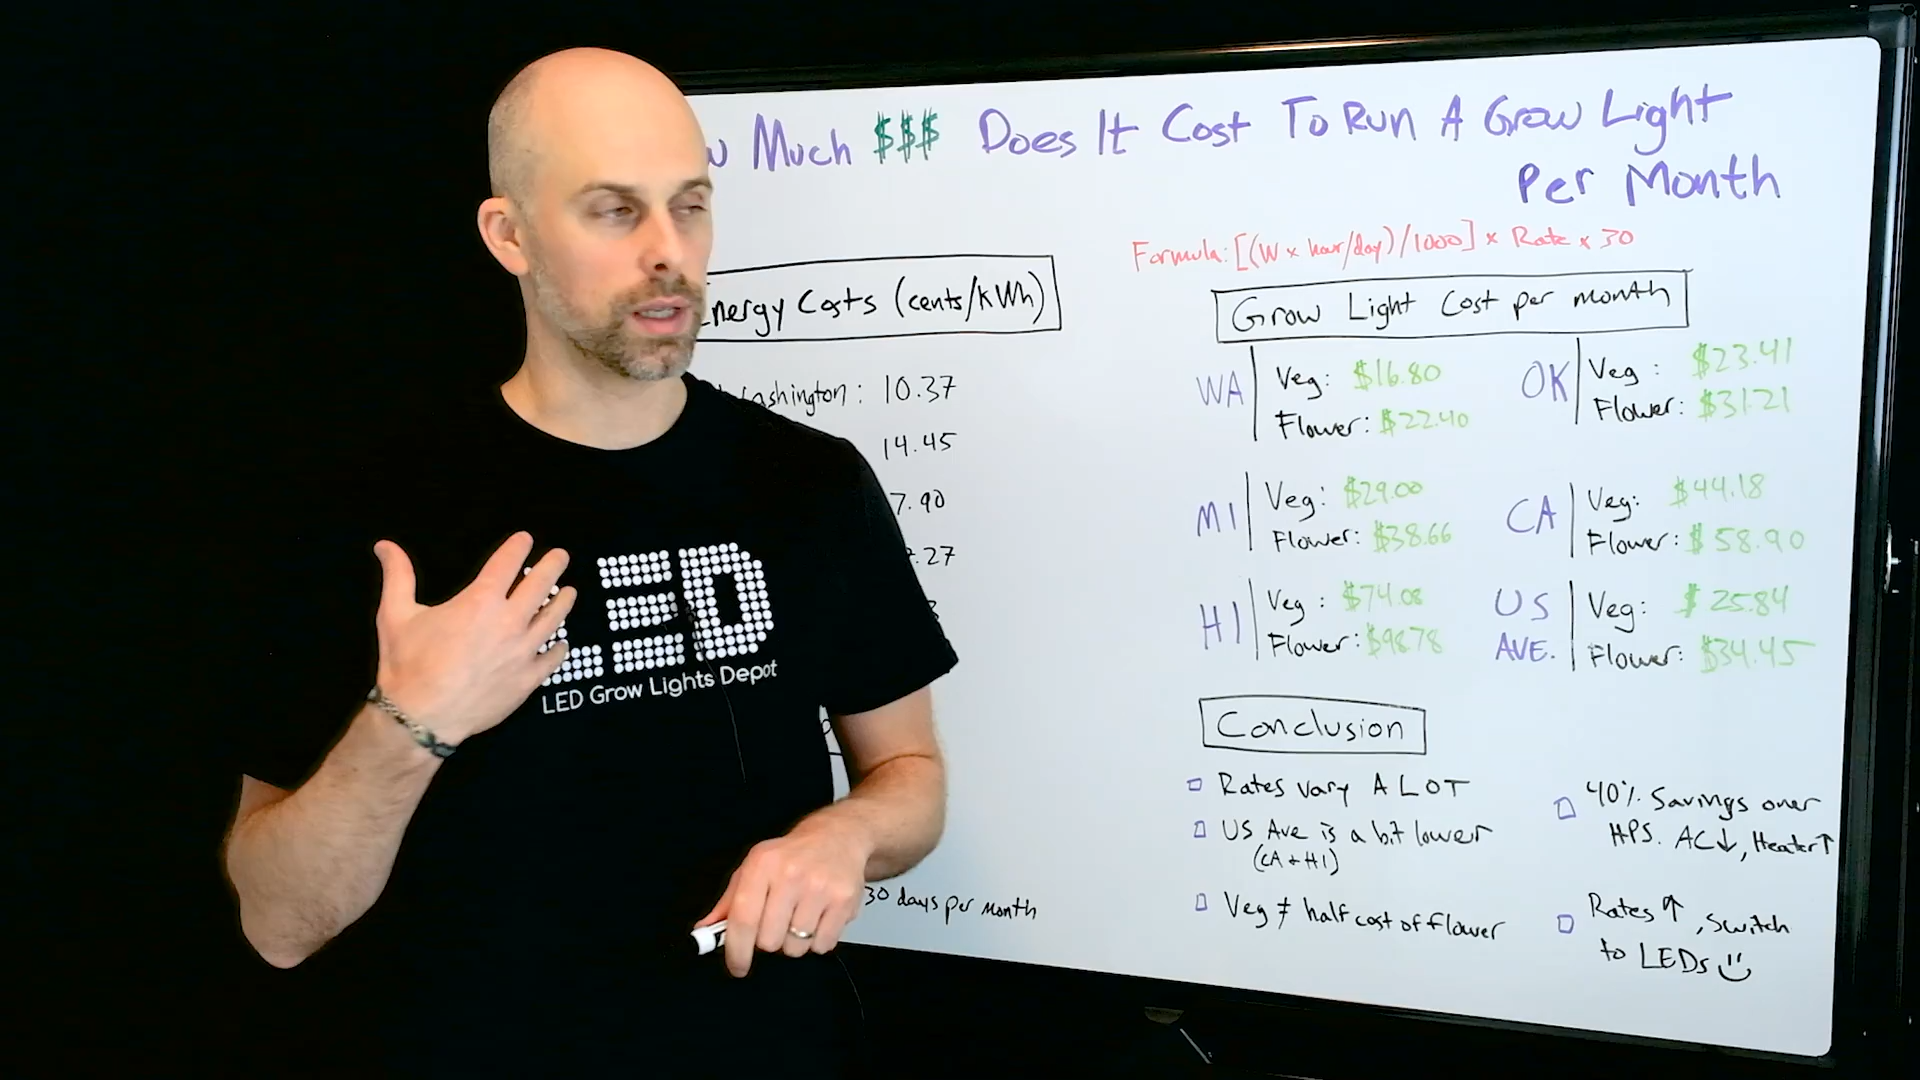 Much $$$ Does It Cost To Run A Grow Light
Per Month
Formula: [(W x hour/day)/1000] x Rate x 30
Energy Costs (cents/kWh)
Grow Light Cost per month
ashington: 10.37
14.45
7.90
.27
WA
Veg: $16.80
Flower: $22.40
OK
Veg: $23.41
Flower: $31.21
MI
Veg: $29.00
Flower: $38.66
CA
Veg: $44.18
Flower: $58.90
HI
Veg: $74.08
Flower: $98.78
US
AVE.
Veg: $25.84
Flower: $34.45
Conclusion
Rates vary A LOT
US Ave is a bit lower
(CA + HI)
Veg ≠ half cost of flower
40% Savings over
HPS. AC↓, Heater↑
Rates ↑, switch
to LEDs
30 days per month
LED
LED Grow Lights Depot